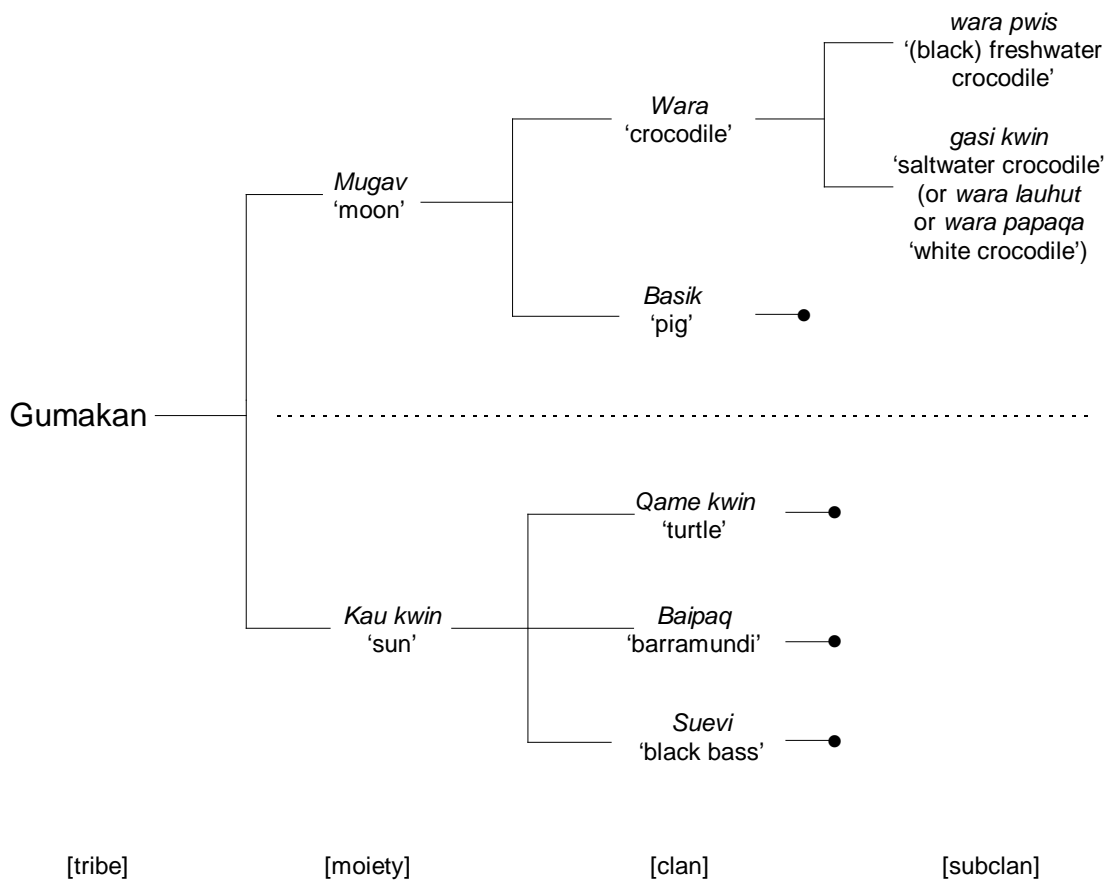 wara pwis
‘(black) freshwater
crocodile’
Wara
‘crocodile’
gasi kwin
‘saltwater crocodile’
(or wara lauhut
or wara papaqa
‘white crocodile’)
Mugav
‘moon’
Basik
‘pig’
Gumakan
Qame kwin
‘turtle’
Kau kwin
‘sun’
Baipaq
‘barramundi’
Suevi
‘black bass’
[tribe]
[moiety]
[clan]
[subclan]